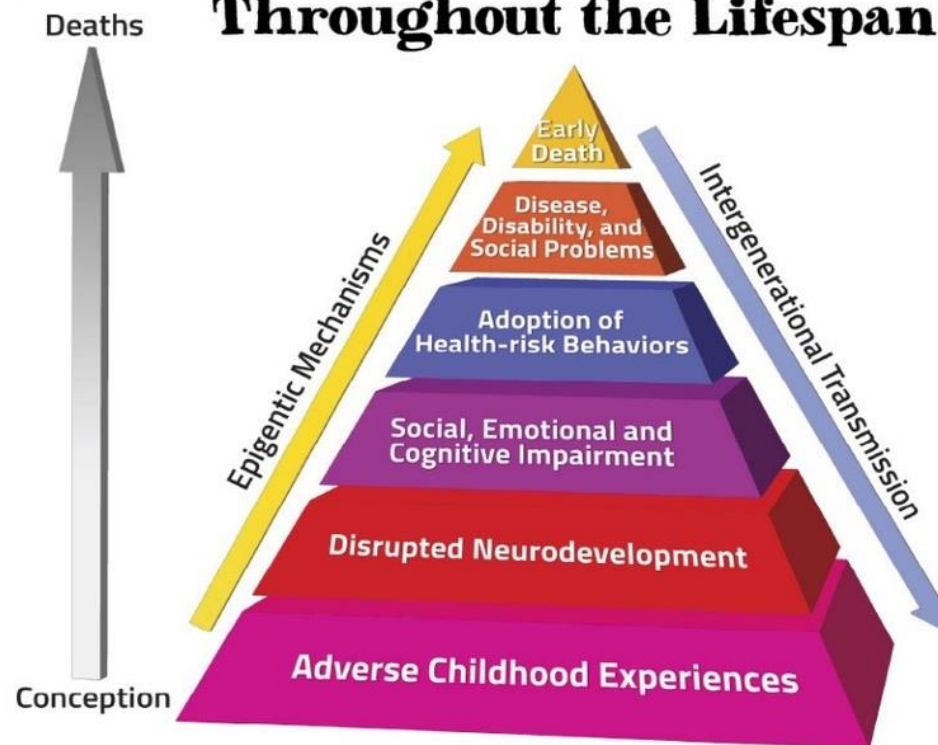 Throughout the Lifespan
Deaths
Early
Death
Disease,
Disability, and
Social Problems
Adoption of
Health-risk Behaviors
Social, Emotional and
Cognitive Impairment
Disrupted Neurodevelopment
Adverse Childhood Experiences
Epigentic Mechanisms
Intergenerational Transmission
Conception